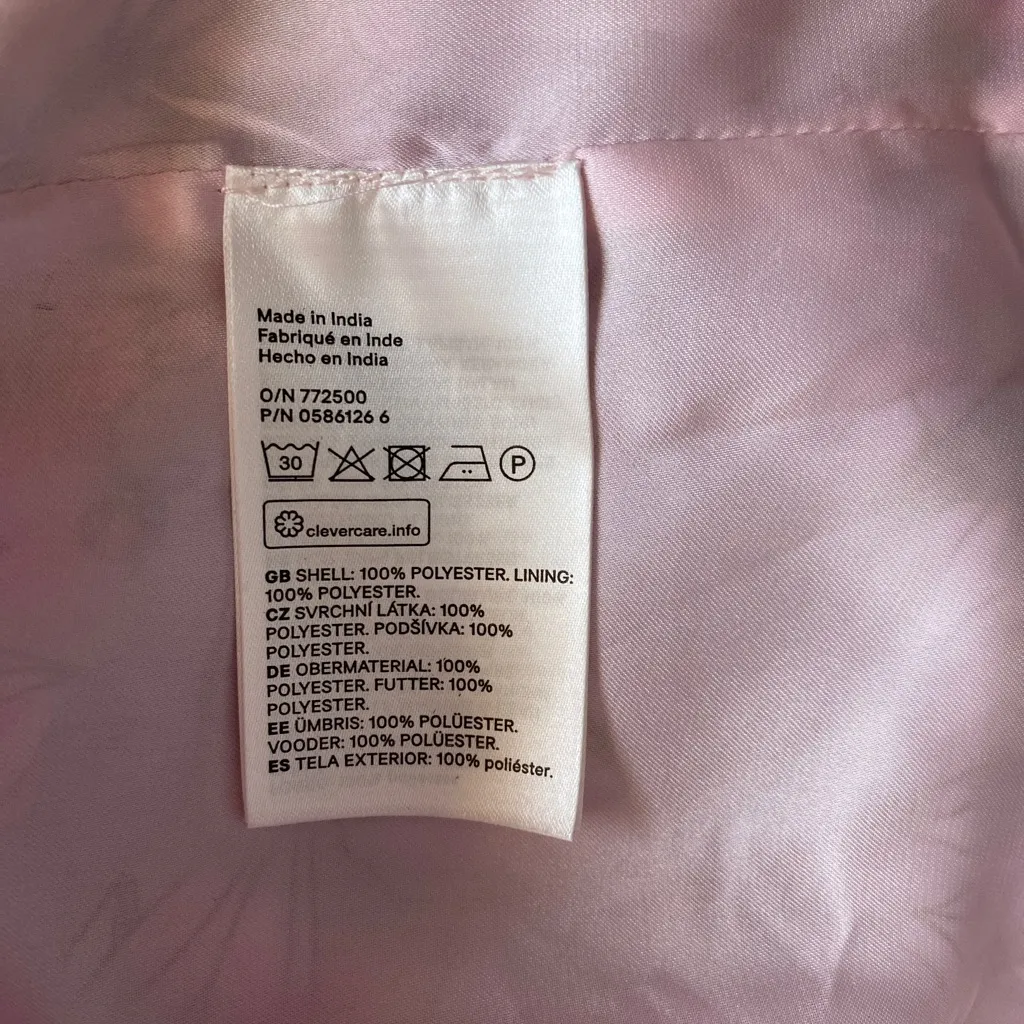 Made in India
Fabriqué en Inde
Hecho en India
O/N 772500
P/N 0586126 6
30 P
clevercare.info
GB SHELL: 100% POLYESTER. LINING:
100% POLYESTER.
CZ SVRCHNÍ LÁTKA: 100%
POLYESTER. PODŠÍVKA: 100%
POLYESTER.
DE OBERMATERIAL: 100%
POLYESTER. FUTTER: 100%
POLYESTER.
EE ÜMBRIS: 100% POLÜESTER.
VOODER: 100% POLÜESTER.
ES TELA EXTERIOR: 100% poliéster.